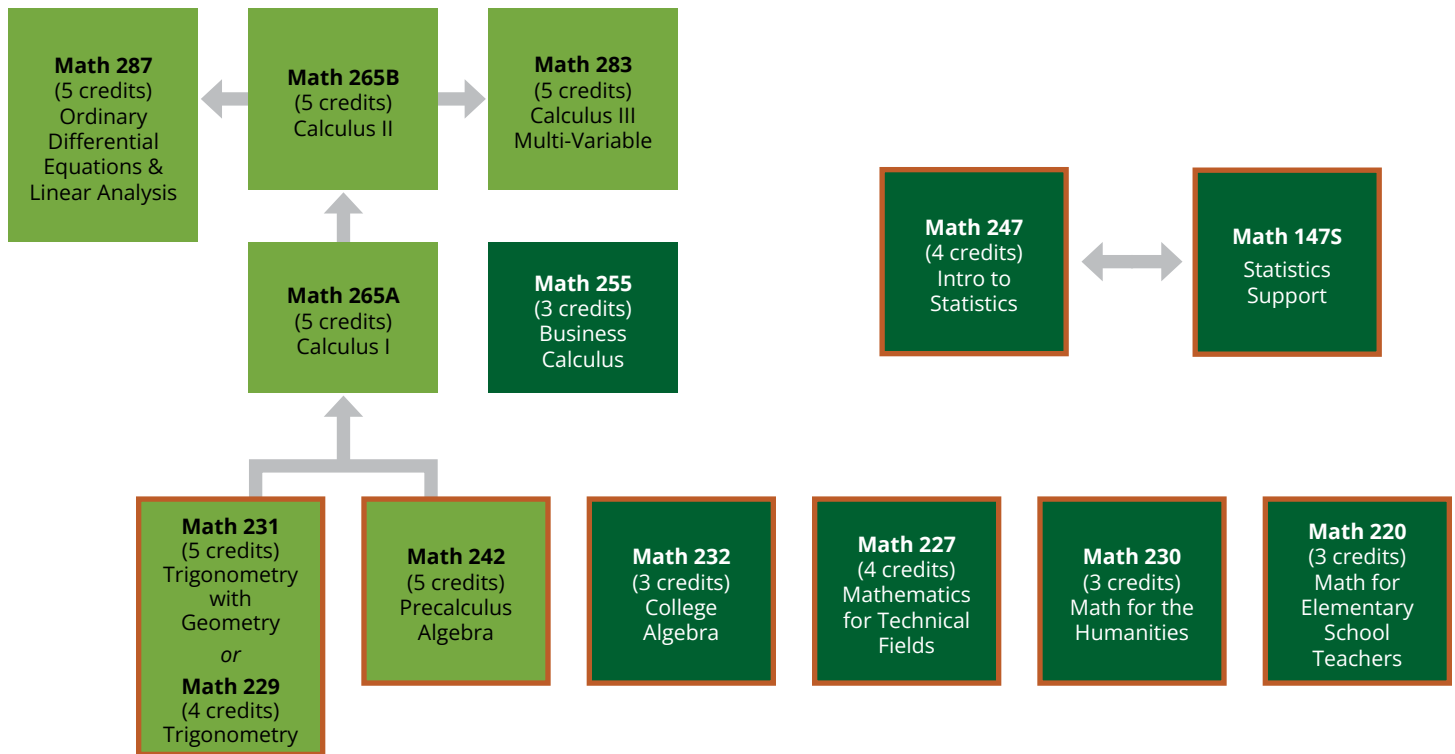 Math 287
(5 credits)
Ordinary
Differential
Equations &
Linear Analysis
Math 265B
(5 credits)
Calculus II
Math 283
(5 credits)
Calculus III
Multi-Variable
Math 247
(4 credits)
Intro to
Statistics
Math 147S
Statistics
Support
Math 265A
(5 credits)
Calculus I
Math 255
(3 credits)
Business
Calculus
Math 231
(5 credits)
Trigonometry
with
Geometry
or
Math 229
(4 credits)
Trigonometry
Math 242
(5 credits)
Precalculus
Algebra
Math 232
(3 credits)
College
Algebra
Math 227
(4 credits)
Mathematics
for Technical
Fields
Math 230
(3 credits)
Math for the
Humanities
Math 220
(3 credits)
Math for
Elementary
School
Teachers